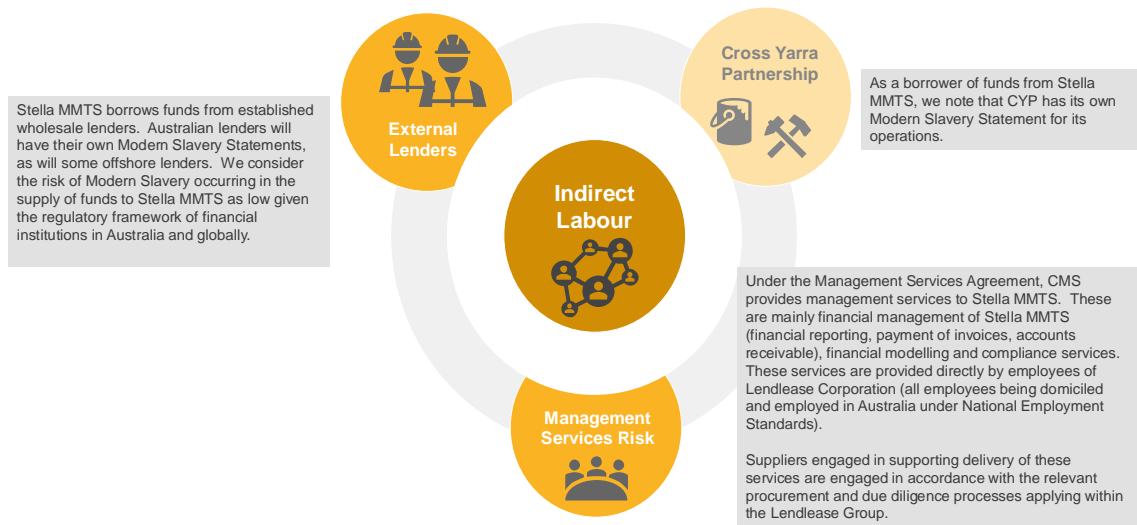 Stella MMTS borrows funds from established
wholesale lenders. Australian lenders will
have their own Modern Slavery Statements,
as will some offshore lenders. We consider
the risk of Modern Slavery occurring in the
supply of funds to Stella MMTS as low given
the regulatory framework of financial
institutions in Australia and globally.
External
Lenders
Cross Yarra
Partnership
As a borrower of funds from Stella
MMTS, we note that CYP has its own
Modern Slavery Statement for its
operations.
Indirect
Labour
Management
Services Risk
Under the Management Services Agreement, CMS
provides management services to Stella MMTS. These
are mainly financial management of Stella MMTS
(financial reporting, payment of invoices, accounts
receivable), financial modelling and compliance services.
These services are provided directly by employees of
Lendlease Corporation (all employees being domiciled
and employed in Australia under National Employment
Standards).
Suppliers engaged in supporting delivery of these
services are engaged in accordance with the relevant
procurement and due diligence processes applying within
the Lendlease Group.